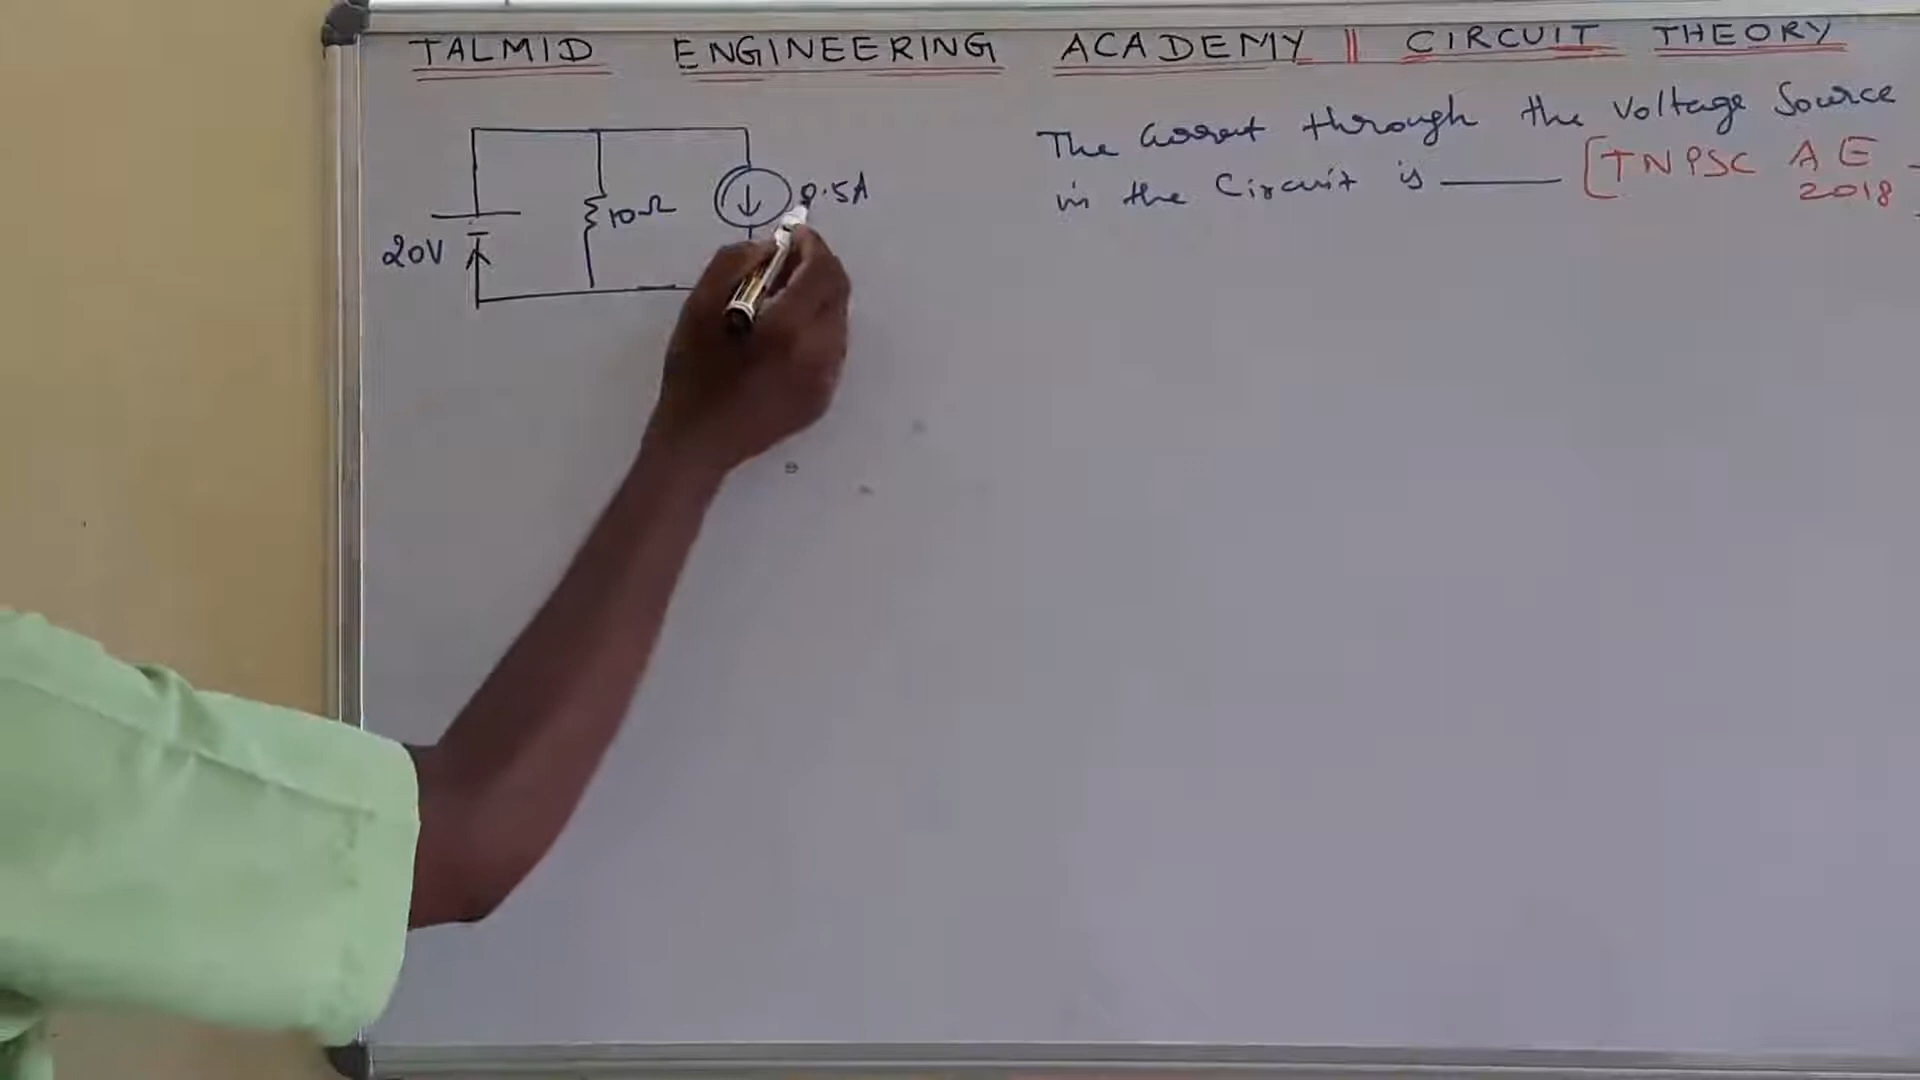 TALMID ENGINEERING ACADEMY || CIRCUIT THEORY
The Current through the Voltage Source
in the Circuit is ______ [TNPSC AE -
2018]
0.5A
10Ω
20V